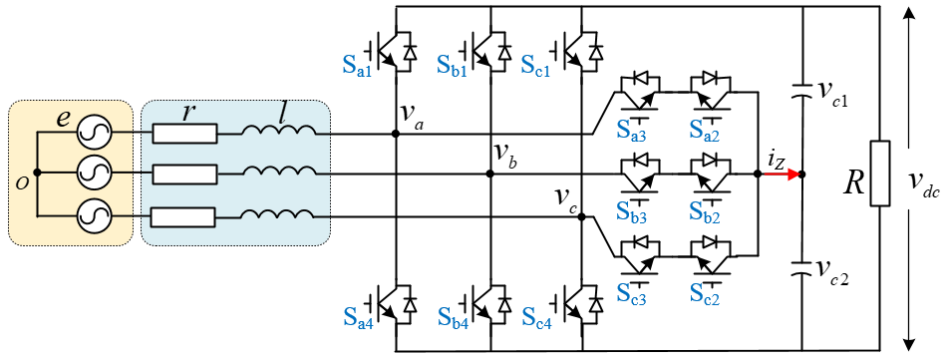 S_a1 S_b1 S_c1
e r l
v_a
v_b
v_c
o
S_a3 S_a2
S_b3 S_b2
S_c3 S_c2
i_Z
v_c1
v_c2
R
v_dc
S_a4 S_b4 S_c4